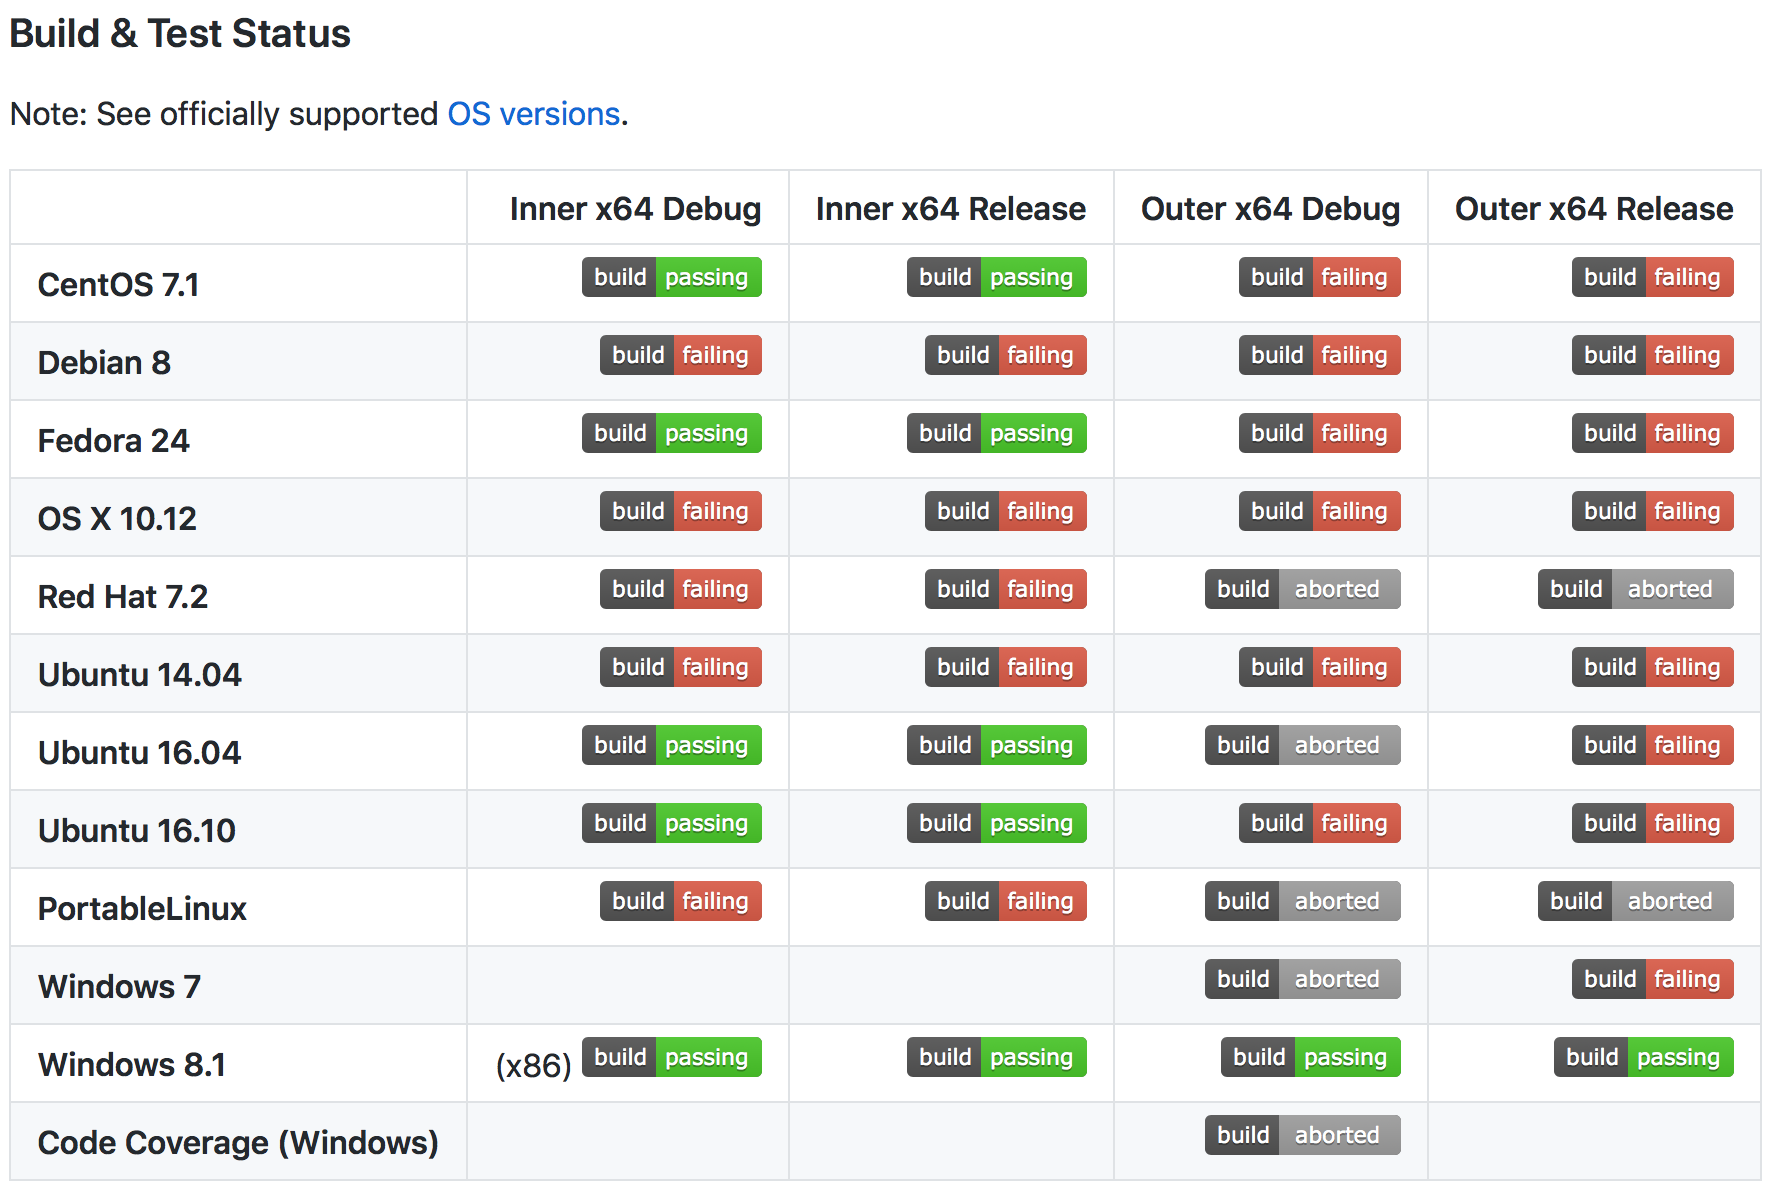 Build & Test Status
Note: See officially supported OS versions.
Inner x64 Debug Inner x64 Release Outer x64 Debug Outer x64 Release
CentOS 7.1 build passing build passing build failing build failing
Debian 8 build failing build failing build failing build failing
Fedora 24 build passing build passing build failing build failing
OS X 10.12 build failing build failing build failing build failing
Red Hat 7.2 build failing build failing build aborted build aborted
Ubuntu 14.04 build failing build failing build failing build failing
Ubuntu 16.04 build passing build passing build aborted build failing
Ubuntu 16.10 build passing build passing build failing build failing
PortableLinux build failing build failing build aborted build aborted
Windows 7 build aborted build failing
Windows 8.1 (x86) build passing build passing build passing build passing
Code Coverage (Windows) build aborted